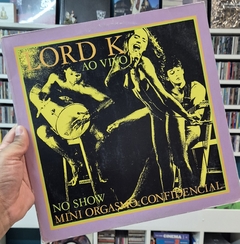 LORD K
AO VIVO
NO SHOW
MINI ORGASMO CONFIDENCIAL